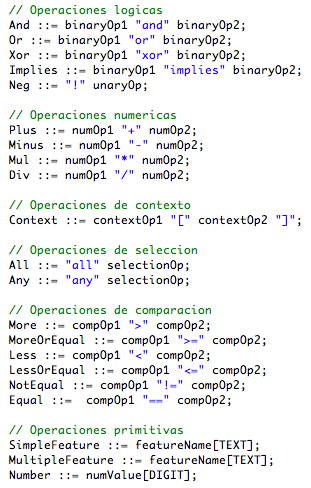 // Operaciones logicas
And ::= binaryOp1 "and" binaryOp2;
Or ::= binaryOp1 "or" binaryOp2;
Xor ::= binaryOp1 "xor" binaryOp2;
Implies ::= binaryOp1 "implies" binaryOp2;
Neg ::= "!" unaryOp;

// Operaciones numericas
Plus ::= numOp1 "+" numOp2;
Minus ::= numOp1 "-" numOp2;
Mul ::= numOp1 "*" numOp2;
Div ::= numOp1 "/" numOp2;

// Operaciones de contexto
Context ::= contextOp1 "[" contextOp2 "]";

// Operaciones de seleccion
All ::= "all" selectionOp;
Any ::= "any" selectionOp;

// Operaciones de comparacion
More ::= compOp1 ">" compOp2;
MoreOrEqual ::= compOp1 ">=" compOp2;
Less ::= compOp1 "<" compOp2;
LessOrEqual ::= compOp1 "<=" compOp2;
NotEqual ::= compOp1 "!=" compOp2;
Equal ::=  compOp1 "==" compOp2;

// Operaciones primitivas
SimpleFeature ::= featureName[TEXT];
MultipleFeature ::= featureName[TEXT];
Number ::= numValue[DIGIT];